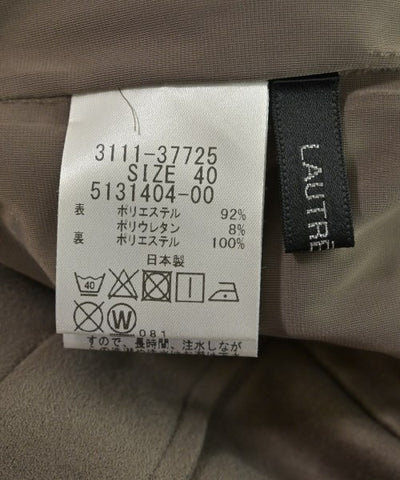 3111-37725
SIZE 40
5131404-00
表 ポリエステル 92%
ポリウレタン 8%
裏 ポリエステル 100%
日本製
40
W
081
すので、長時間、注水しなが
LAUTRÉ